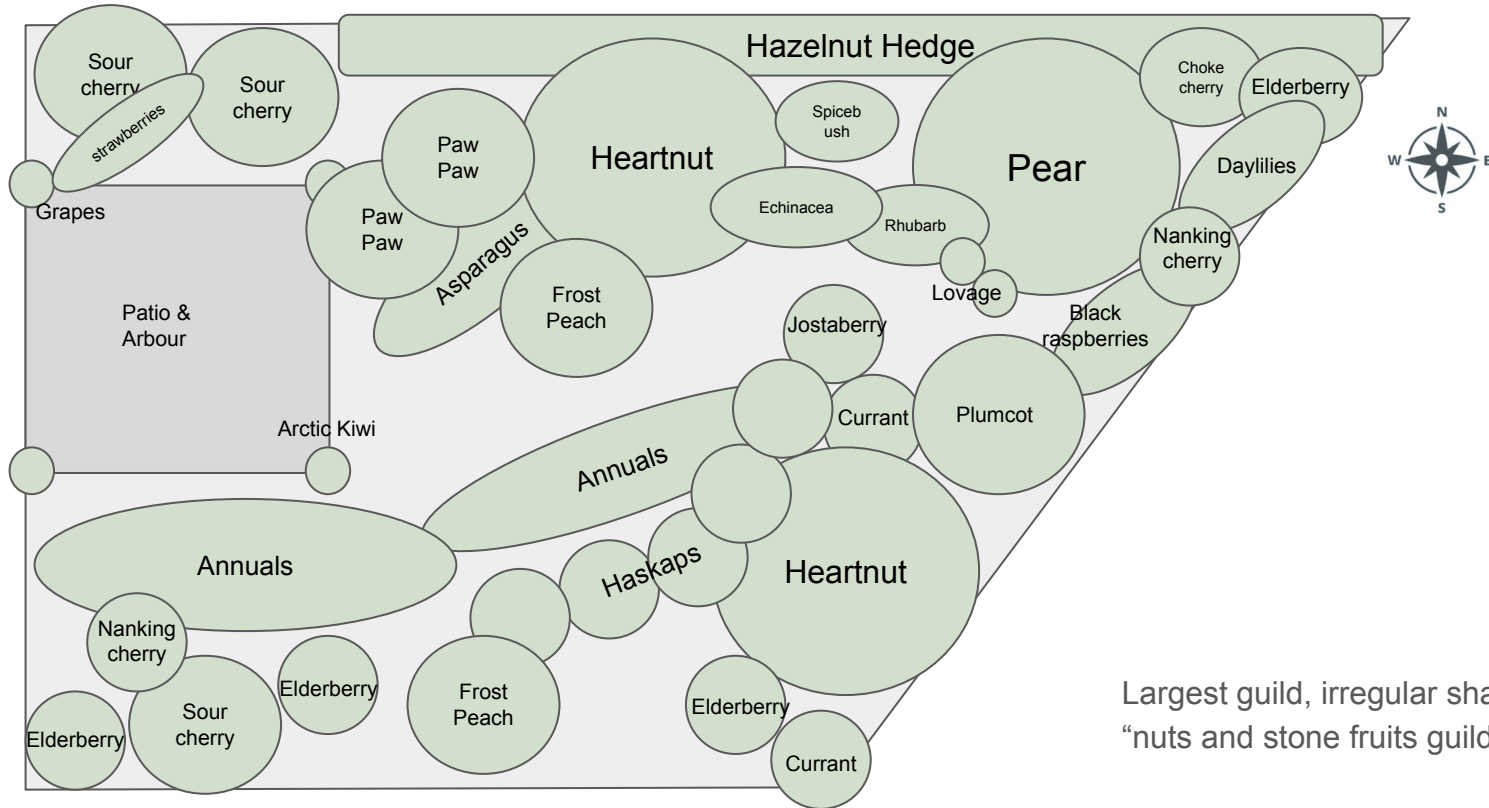 Hazelnut Hedge
Sour
cherry
Sour
cherry
strawberries
Choke
cherry
Elderberry
Spiceb
ush
Paw
Paw
Heartnut
Pear
Daylilies
N
W
E
S
Grapes
Paw
Paw
Echinacea
Rhubarb
Asparagus
Nanking
cherry
Frost
Peach
Lovage
Patio &
Arbour
Jostaberry
Black
raspberries
Currant
Plumcot
Arctic Kiwi
Annuals
Annuals
Haskaps
Heartnut
Nanking
cherry
Elderberry
Frost
Peach
Elderberry
Elderberry
Sour
cherry
Currant
Largest guild, irregular sha
“nuts and stone fruits guild